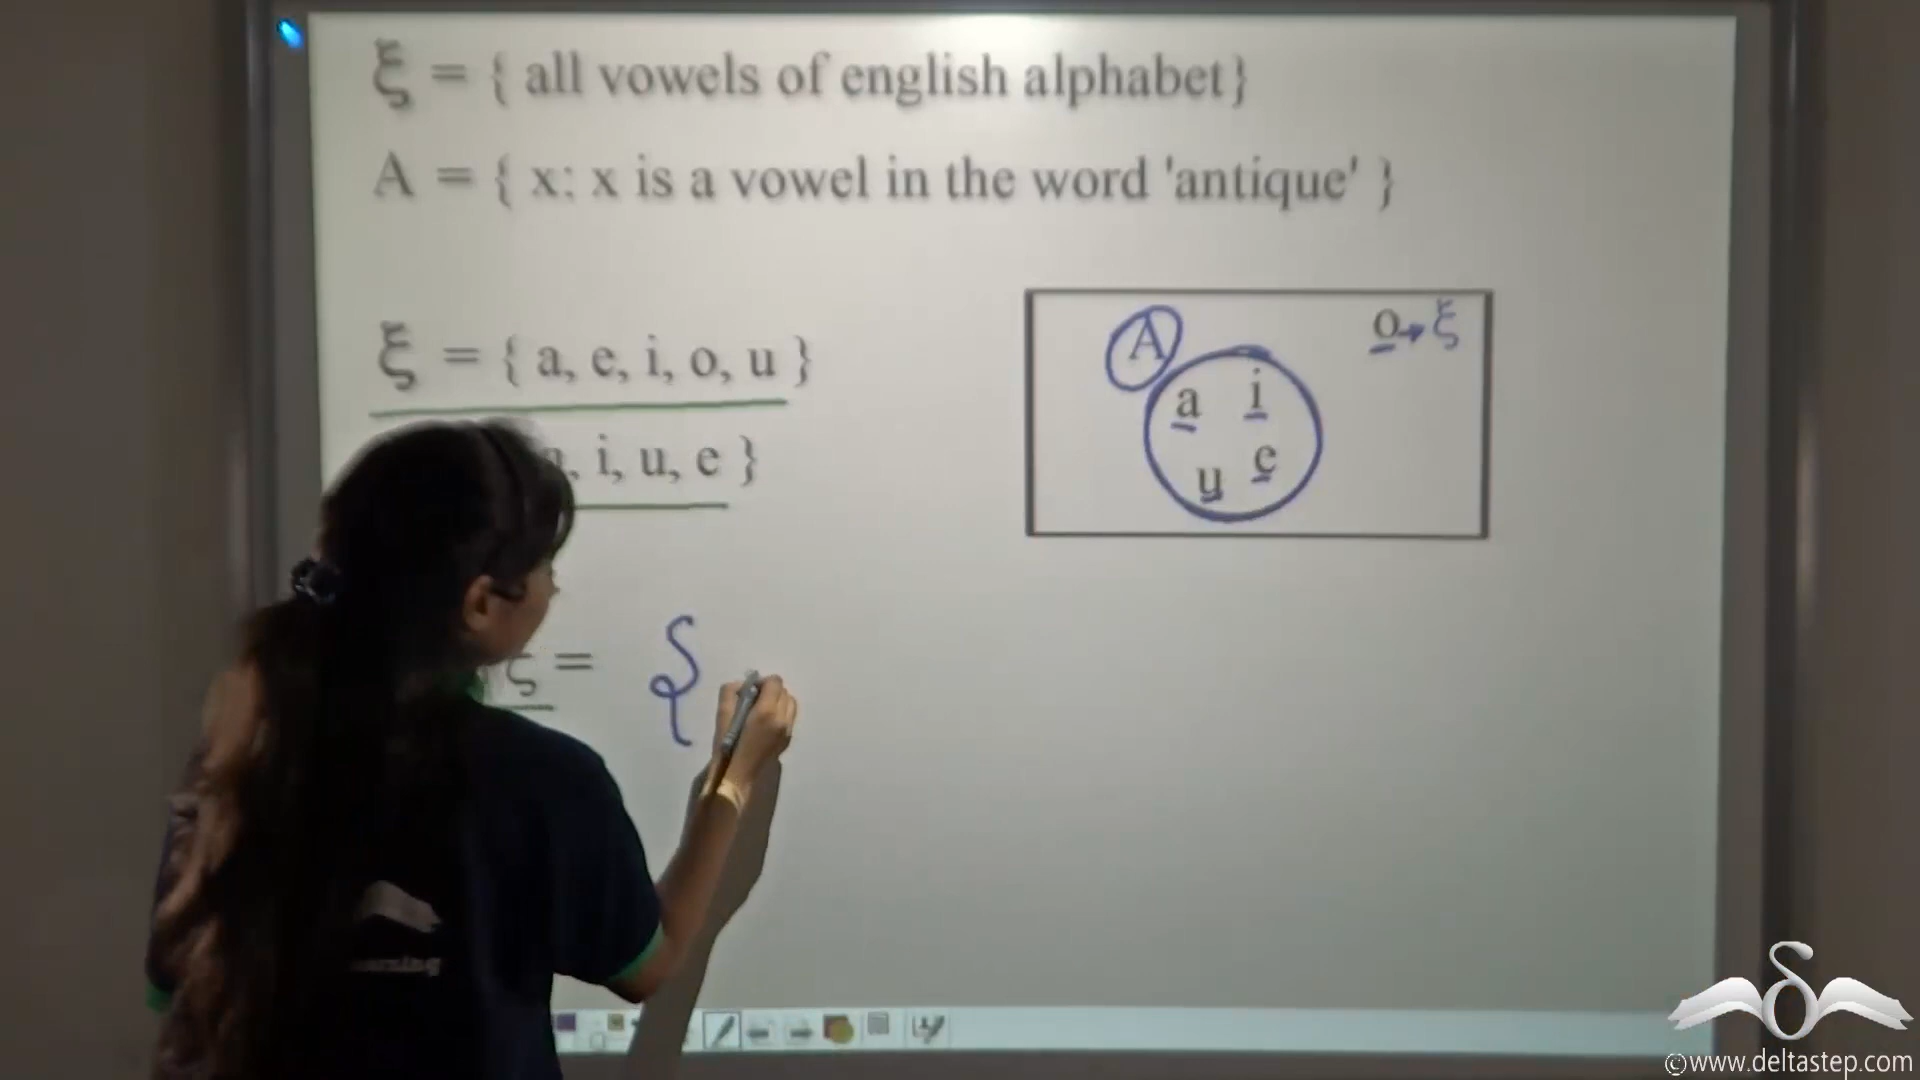 ξ = { all vowels of english alphabet}
A = { x: x is a vowel in the word 'antique' }
ξ = { a, e, i, o, u }
, i, u, e }
A
o → ξ
a i
u e
ξ = {
©www.deltastep.com